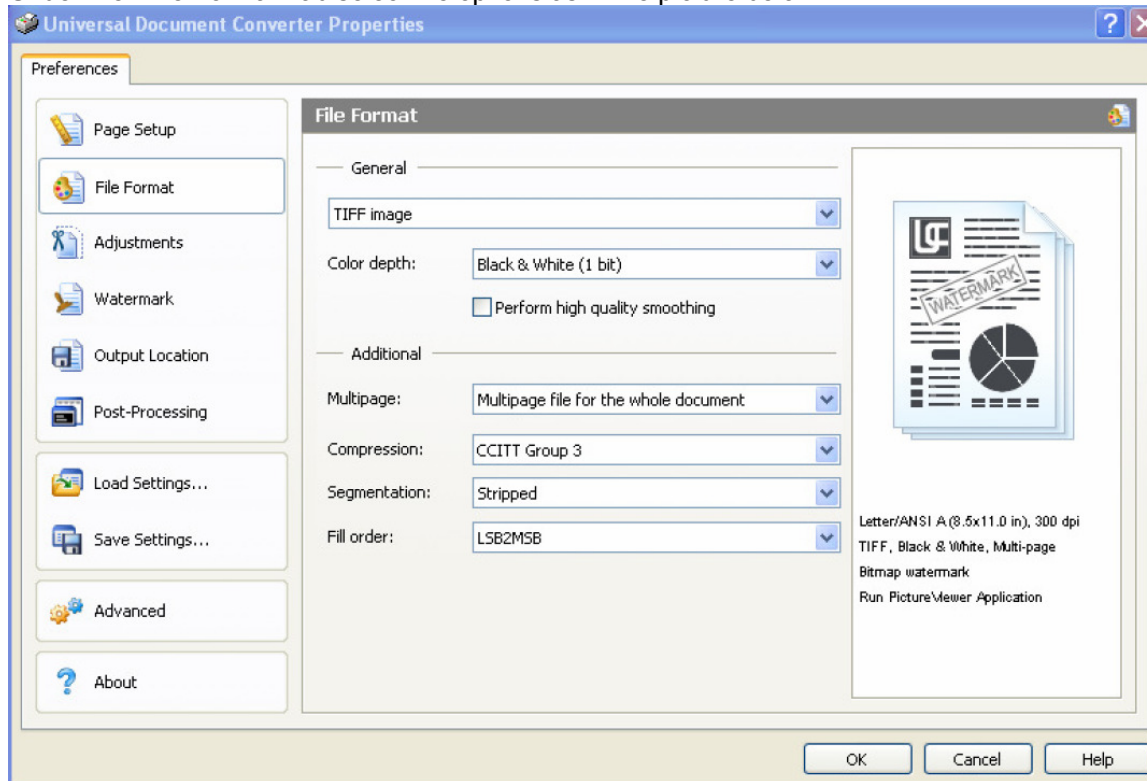 Universal Document Converter Properties
Preferences
Page Setup
File Format
Adjustments
Watermark
Output Location
Post-Processing
Load Settings...
Save Settings...
Advanced
About
File Format
General
TIFF image
Color depth:
Black & White (1 bit)
Perform high quality smoothing
Additional
Multipage:
Multipage file for the whole document
Compression:
CCITT Group 3
Segmentation:
Stripped
Fill order:
LSB2MSB
WATERMARK
Letter/ANSI A (8.5x11.0 in), 300 dpi
TIFF, Black & White, Multi-page
Bitmap watermark
Run PictureViewer Application
OK
Cancel
Help